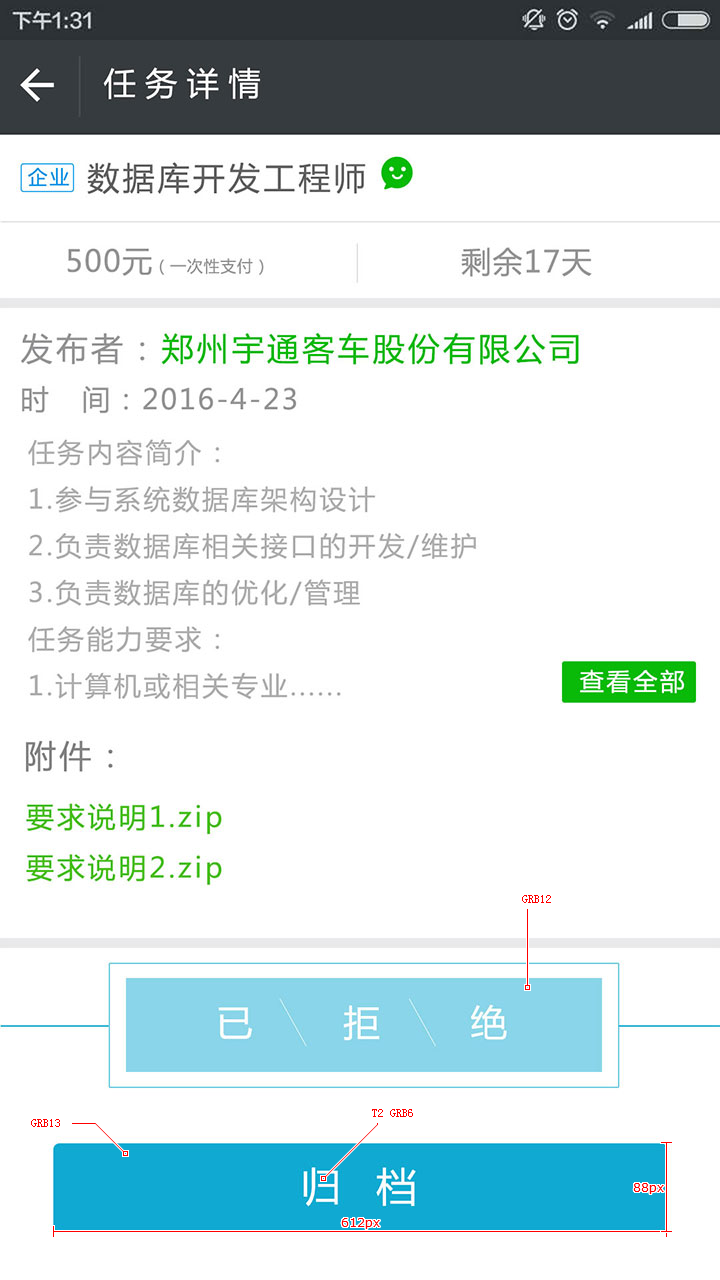 下午1:31
任务详情
企业 数据库开发工程师
500元(一次性支付) 剩余17天
发布者：郑州宇通客车股份有限公司
时 间：2016-4-23
任务内容简介：
1.参与系统数据库架构设计
2.负责数据库相关接口的开发/维护
3.负责数据库的优化/管理
任务能力要求：
1.计算机或相关专业...... 查看全部
附件：
要求说明1.zip
要求说明2.zip
GRB12
已 拒 绝
T2 GRB6
GRB13
归 档
88px
612px